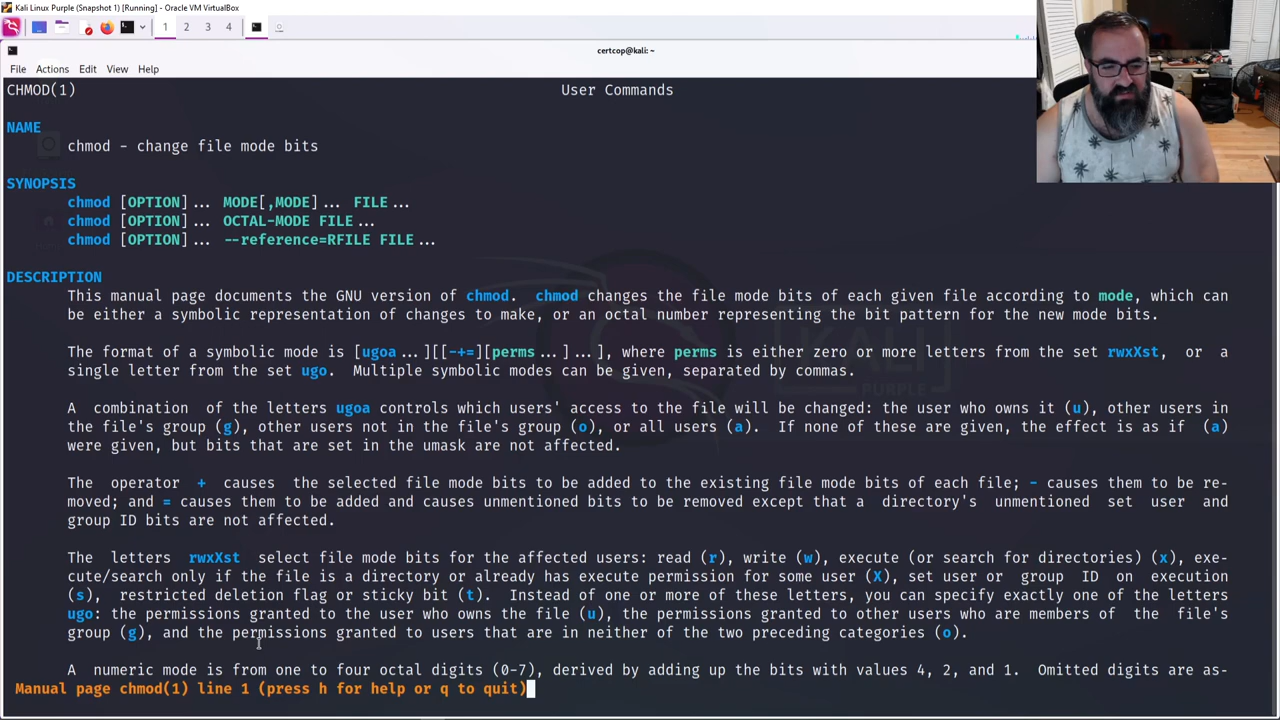 Kali Linux Purple (Snapshot 1) [Running] - Oracle VM VirtualBox
1 2 3 4
certcop@kali: ~
File Actions Edit View Help
CHMOD(1) User Commands
NAME
chmod - change file mode bits
SYNOPSIS
chmod [OPTION]... MODE[,MODE]... FILE...
chmod [OPTION]... OCTAL-MODE FILE...
chmod [OPTION]... --reference=RFILE FILE...
DESCRIPTION
This manual page documents the GNU version of chmod. chmod changes the file mode bits of each given file according to mode, which can
be either a symbolic representation of changes to make, or an octal number representing the bit pattern for the new mode bits.
The format of a symbolic mode is [ugoa...][[-+=][perms...]...], where perms is either zero or more letters from the set rwxXst, or a
single letter from the set ugo. Multiple symbolic modes can be given, separated by commas.
A combination of the letters ugoa controls which users' access to the file will be changed: the user who owns it (u), other users in
the file's group (g), other users not in the file's group (o), or all users (a). If none of these are given, the effect is as if (a)
were given, but bits that are set in the umask are not affected.
The operator + causes the selected file mode bits to be added to the existing file mode bits of each file; - causes them to be re-
moved; and = causes them to be added and causes unmentioned bits to be removed except that a directory's unmentioned set user and
group ID bits are not affected.
The letters rwxXst select file mode bits for the affected users: read (r), write (w), execute (or search for directories) (x), exe-
cute/search only if the file is a directory or already has execute permission for some user (X), set user or group ID on execution
(s), restricted deletion flag or sticky bit (t). Instead of one or more of these letters, you can specify exactly one of the letters
ugo: the permissions granted to the user who owns the file (u), the permissions granted to other users who are members of the file's
group (g), and the permissions granted to users that are in neither of the two preceding categories (o).
A numeric mode is from one to four octal digits (0-7), derived by adding up the bits with values 4, 2, and 1. Omitted digits are as-
Manual page chmod(1) line 1 (press h for help or q to quit)
KALI
PURPLE